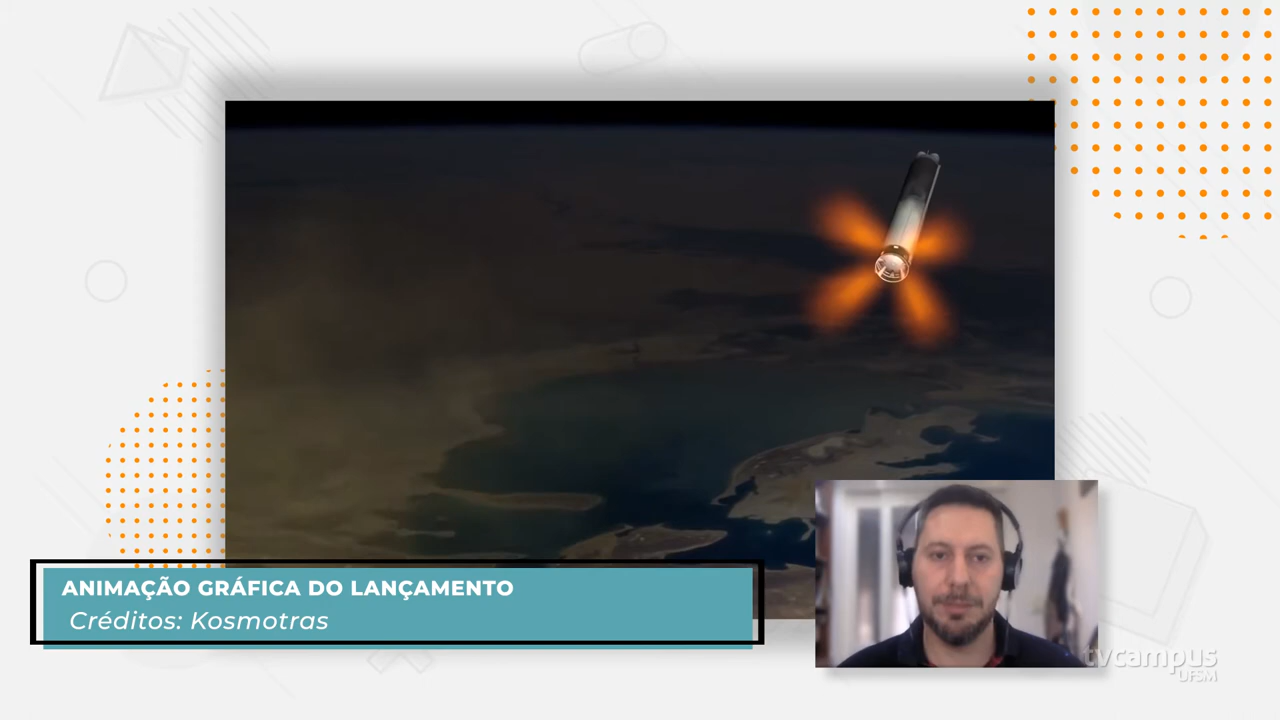 ANIMAÇÃO GRÁFICA DO LANÇAMENTO
Créditos: Kosmotras
tvcampus
UFSM